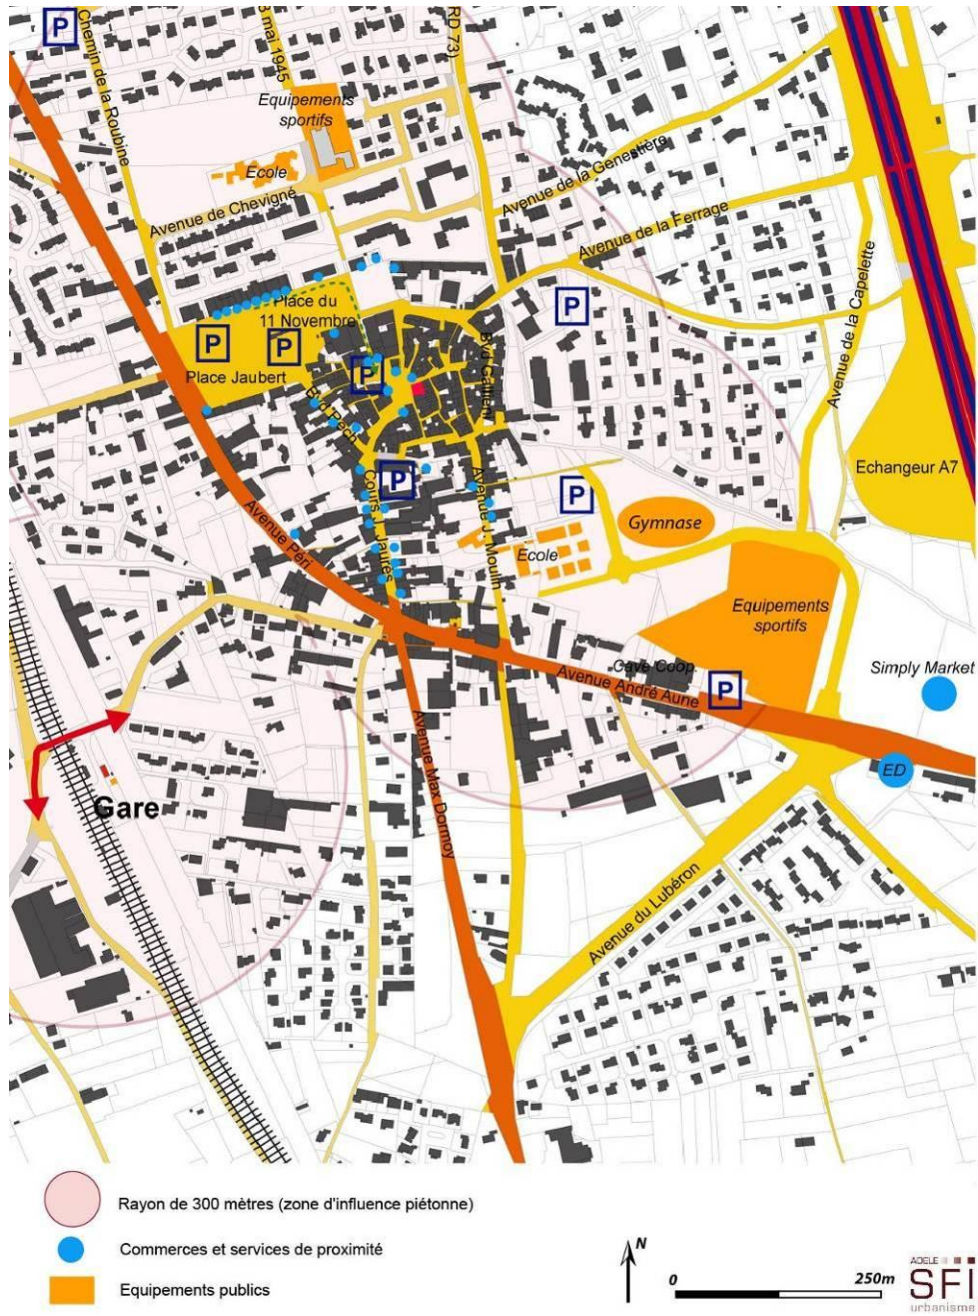 P
Chemin de la Roubine
8 mai 1945
RD 73)
Equipements
sportifs
Ecole
Avenue de Chevigné
Avenue de la Genestière
Avenue de la Ferrage
Avenue de la Capelette
Place du
11 Novembre
P
P
P
P
Place Jaubert
Bvd Pech
Bvd Gallieni
Echangeur A7
P
Cours J. Jaures
Avenue J. Moulin
P
Gymnase
Ecole
Avenue Péri
Equipements
sportifs
Cave Coop.
Simply Market
Avenue André Aune
P
ED
Gare
Avenue Max Dormoy
Avenue du Lubéron
Rayon de 300 mètres (zone d'influence piétonne)
Commerces et services de proximité
Equipements publics
N
0 250m
ADELE
SFI
urbanisme